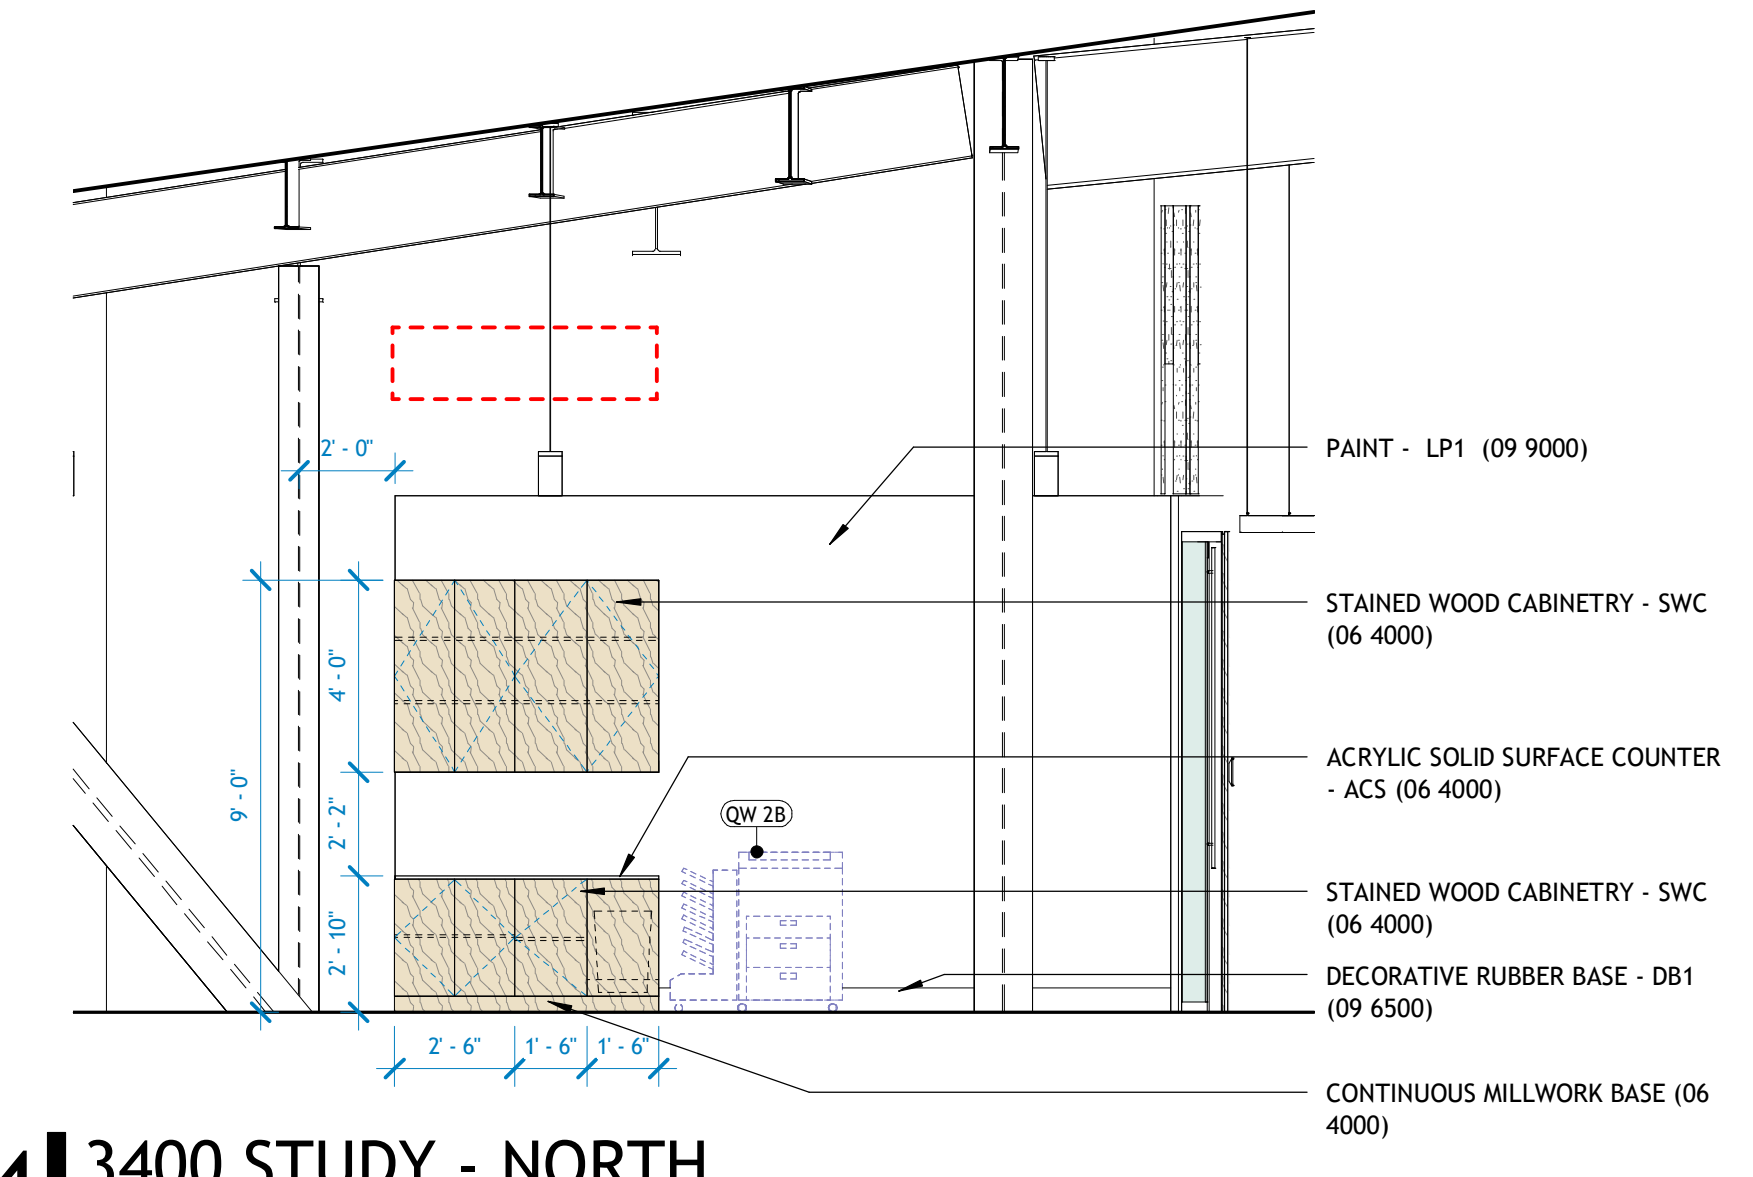 2' - 0"
PAINT - LP1 (09 9000)
STAINED WOOD CABINETRY - SWC
(06 4000)
4' - 0"
9' - 0"
2' - 2"
ACRYLIC SOLID SURFACE COUNTER
- ACS (06 4000)
QW 2B
STAINED WOOD CABINETRY - SWC
(06 4000)
2' - 10"
DECORATIVE RUBBER BASE - DB1
(09 6500)
2' - 6"
1' - 6"
1' - 6"
CONTINUOUS MILLWORK BASE (06
4000)
3400 STUDY - NORTH